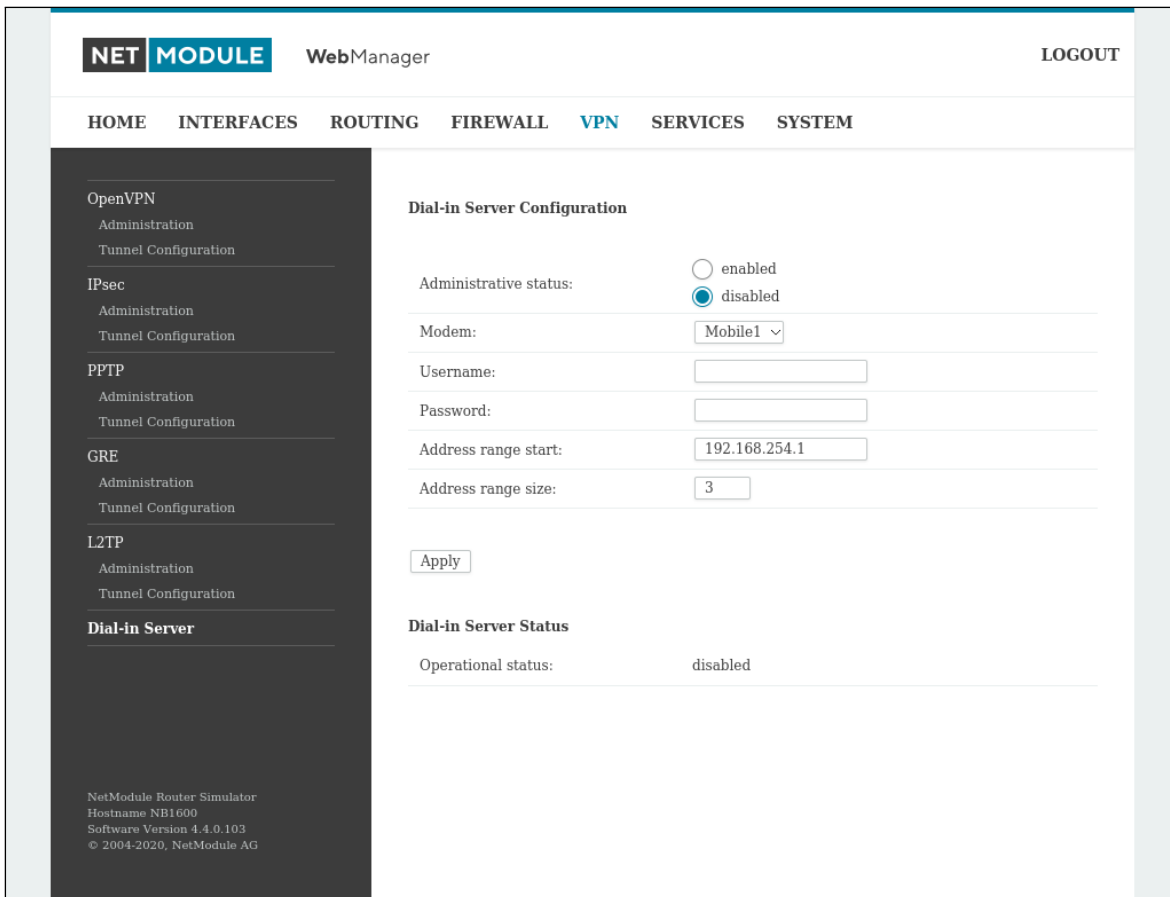 NET MODULE WebManager LOGOUT
HOME INTERFACES ROUTING FIREWALL VPN SERVICES SYSTEM
OpenVPN
Administration
Tunnel Configuration
IPsec
Administration
Tunnel Configuration
PPTP
Administration
Tunnel Configuration
GRE
Administration
Tunnel Configuration
L2TP
Administration
Tunnel Configuration
Dial-in Server
NetModule Router Simulator
Hostname NB1600
Software Version 4.4.0.103
© 2004-2020, NetModule AG
Dial-in Server Configuration
Administrative status:
enabled
disabled
Modem: Mobile1
Username:
Password:
Address range start: 192.168.254.1
Address range size: 3
Apply
Dial-in Server Status
Operational status: disabled